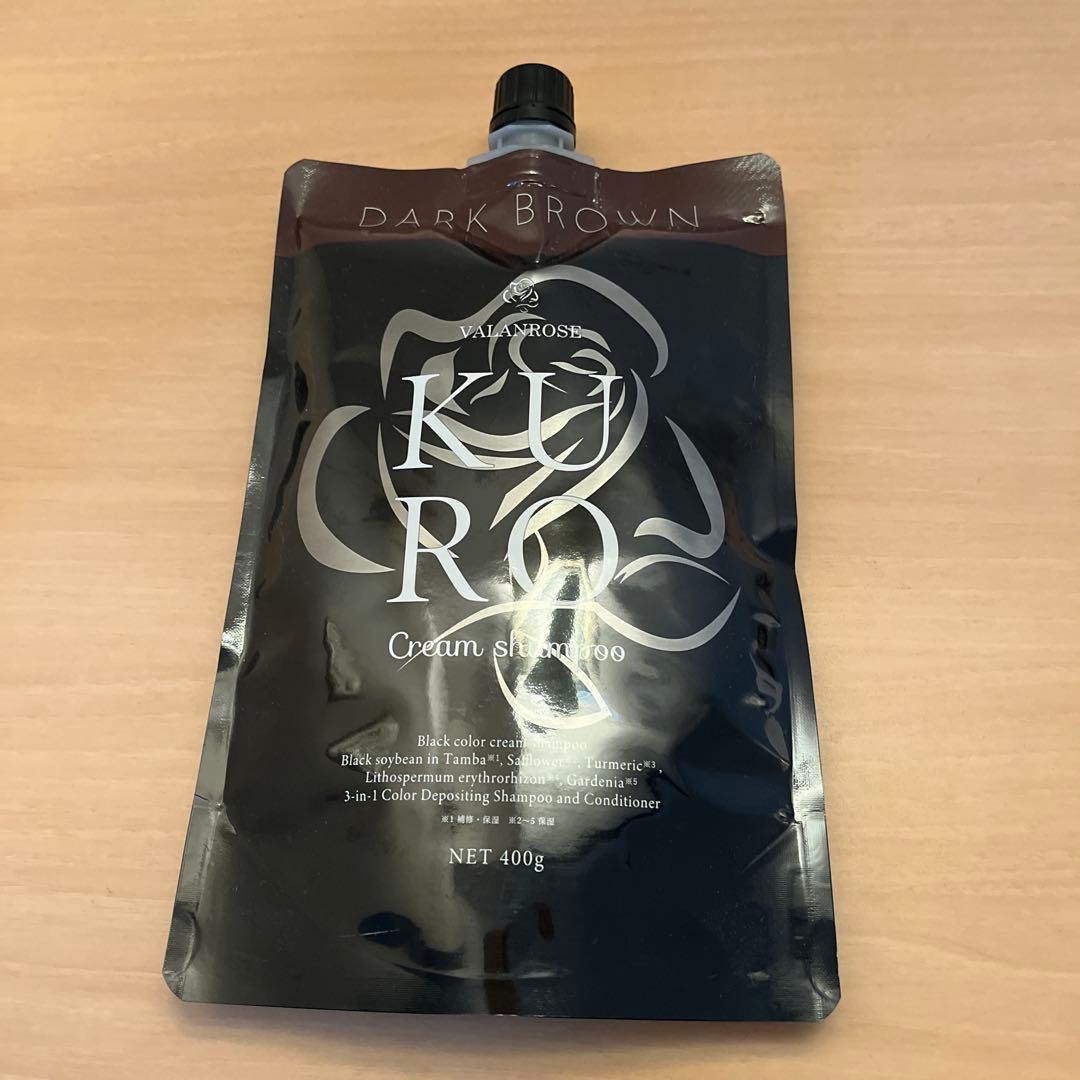 DARK BROWN
VALANROSE
KU
RO
Cream shampoo
Black color cream shampoo
Black soybean in Tamba※1, Safflower※2, Turmeric※3,
Lithospermum erythrorhizon※4, Gardenia※5
3-in-1 Color Depositing Shampoo and Conditioner
※1 補修・保湿 ※2〜5 保湿
NET 400g